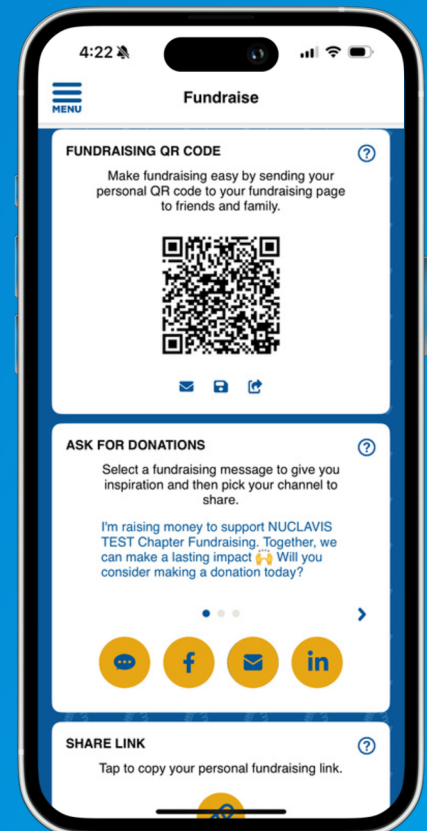 4:22
MENU
Fundraise
FUNDRAISING QR CODE
Make fundraising easy by sending your
personal QR code to your fundraising page
to friends and family.
ASK FOR DONATIONS
Select a fundraising message to give you
inspiration and then pick your channel to
share.
I'm raising money to support NUCLAVIS
TEST Chapter Fundraising. Together, we
can make a lasting impact 🙌 Will you
consider making a donation today?
f
in
SHARE LINK
Tap to copy your personal fundraising link.